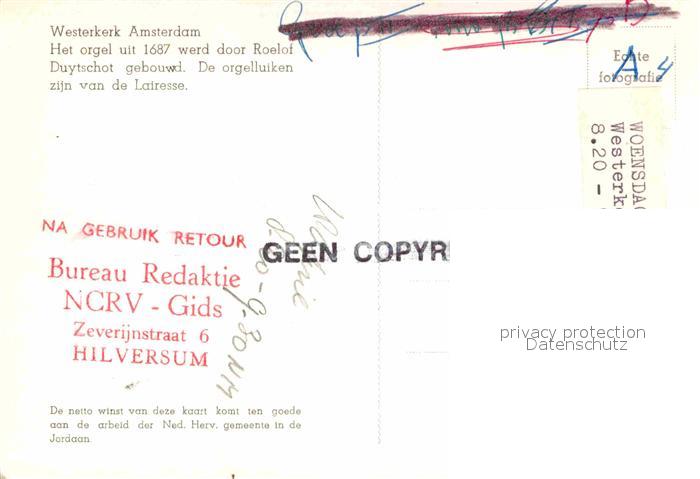 Westerkerk Amsterdam
Het orgel uit 1687 werd door Roelof
Duytschot gebouwd. De orgelluiken
zijn van de Lairesse.
Echte
fotografie
A 4
WOENSDAG
Westerk
8.20 -
NA GEBRUIK RETOUR
Bureau Redaktie
NCRV - Gids
Zeverijnstraat 6
HILVERSUM
GEEN COPYR
9.30
privacy protection
Datenschutz
De netto winst van deze kaart komt ten goede
aan de arbeid der Ned. Herv. gemeente in de
Jordaan.